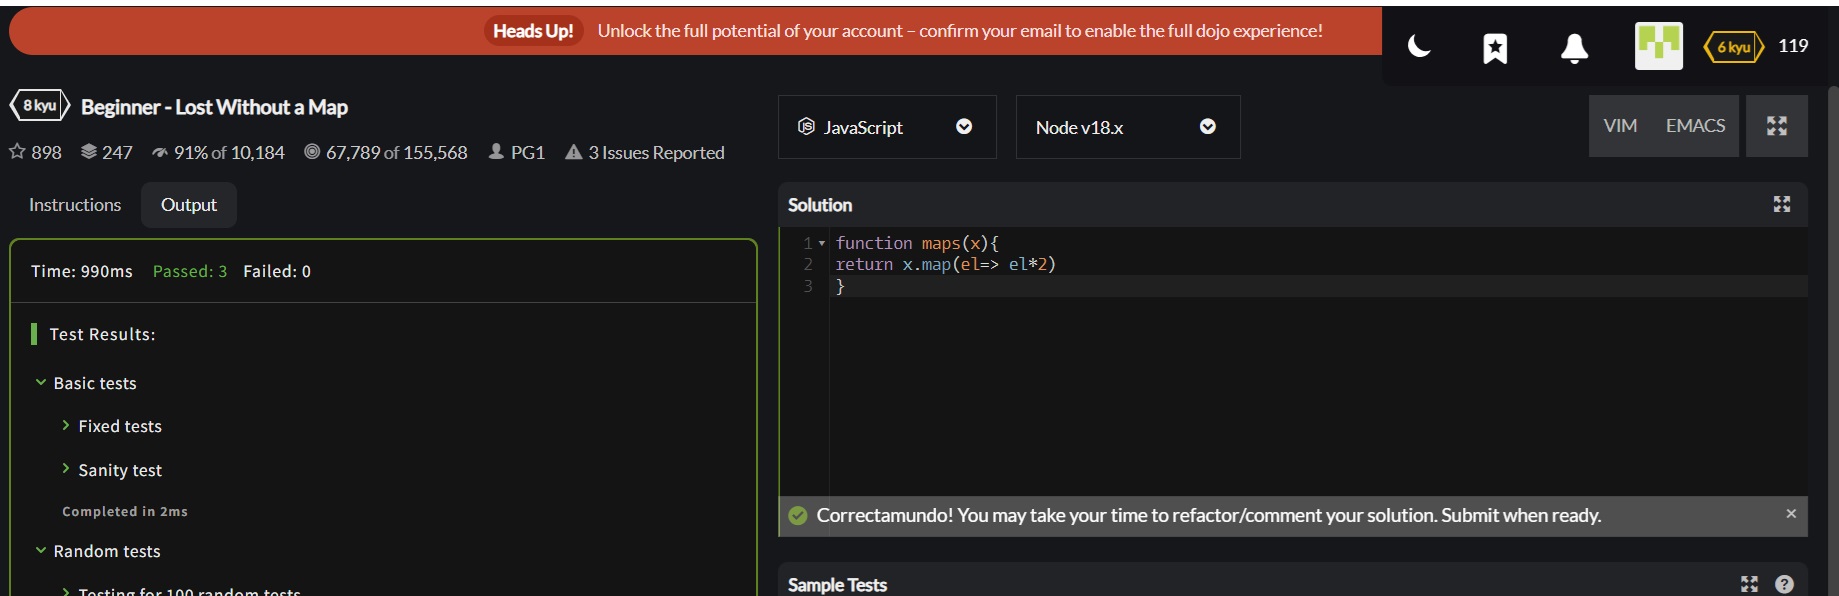 Heads Up! Unlock the full potential of your account – confirm your email to enable the full dojo experience!
6 kyu 119
8 kyu Beginner - Lost Without a Map
898 247 91% of 10,184 67,789 of 155,568 PG1 3 Issues Reported
JavaScript
Node v18.x
VIM EMACS
Instructions Output
Time: 990ms Passed: 3 Failed: 0
Test Results:
Basic tests
Fixed tests
Sanity test
Completed in 2ms
Random tests
Testing for 100 random tests
Solution
1 function maps(x){
2 return x.map(el=> el*2)
3 }
Correctamundo! You may take your time to refactor/comment your solution. Submit when ready.
Sample Tests